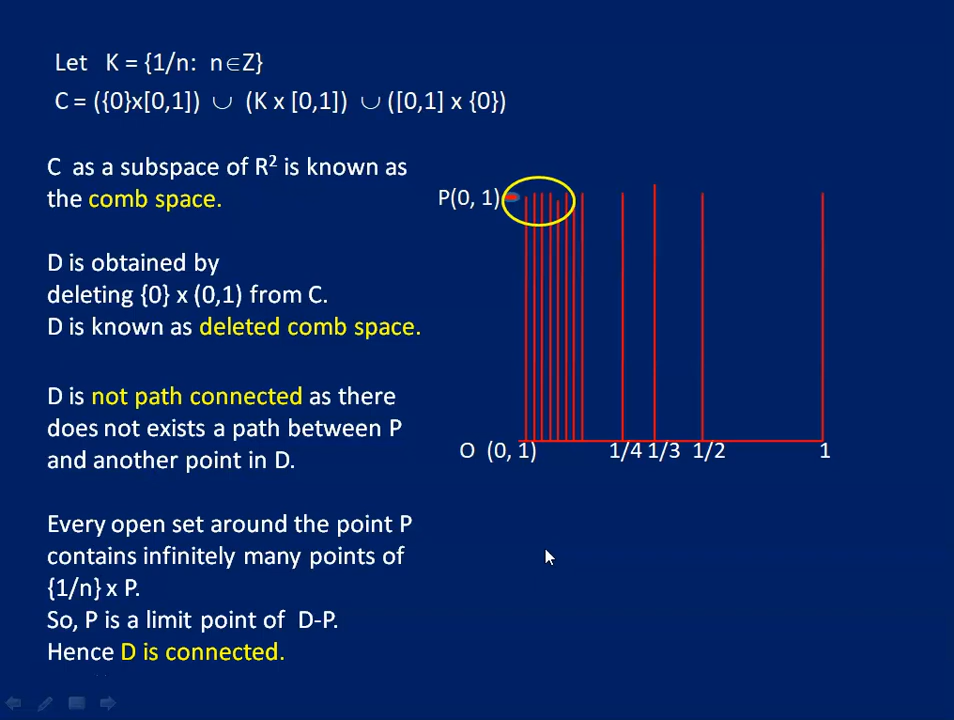 Let K = {1/n: n∈Z}
C = ({0}x[0,1]) ∪ (K x [0,1]) ∪ ([0,1] x {0})
C as a subspace of R² is known as
the comb space.
D is obtained by
deleting {0} x (0,1) from C.
D is known as deleted comb space.
D is not path connected as there
does not exists a path between P
and another point in D.
Every open set around the point P
contains infinitely many points of
{1/n} x P.
So, P is a limit point of D-P.
Hence D is connected.
P(0, 1)
O (0, 1) 1/4 1/3 1/2 1